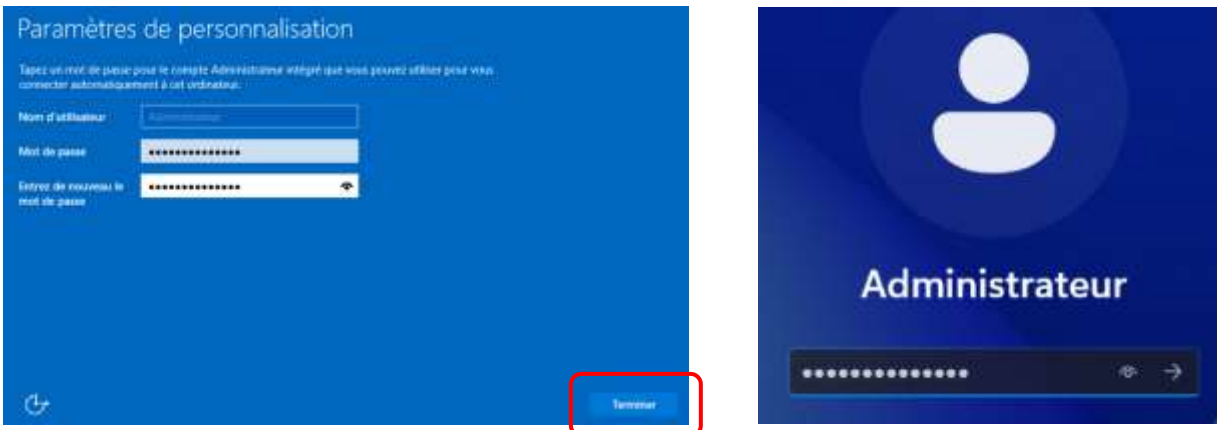 Paramètres de personnalisation
Tapez un mot de passe pour le compte Administrateur intégré que vous pouvez utiliser pour vous
connecter automatiquement à cet ordinateur.
Nom d'utilisateur
Administrateur
Mot de passe
••••••••••••••
Entrez de nouveau le
mot de passe
••••••••••••••
Terminer
Administrateur
••••••••••••••